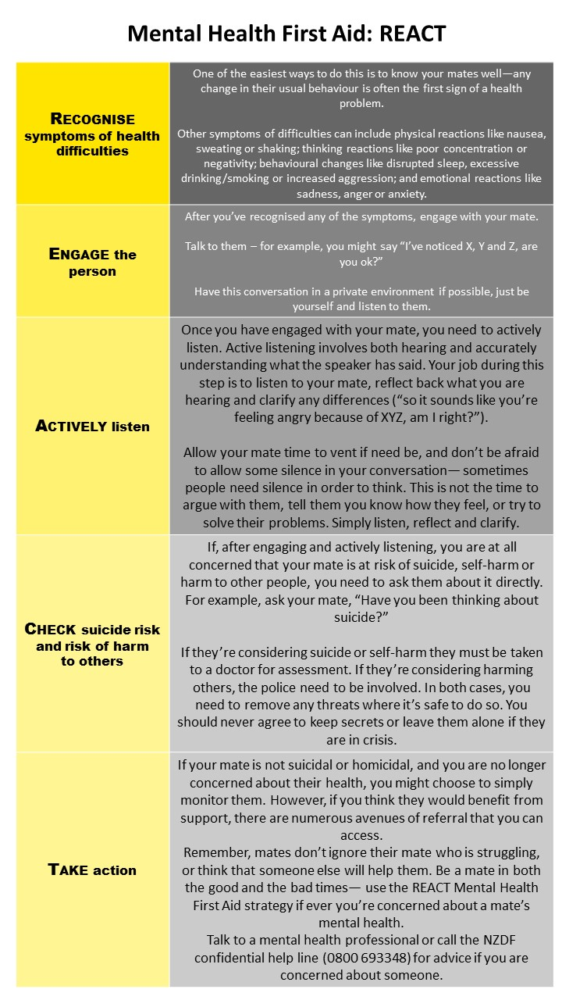 Mental Health First Aid: REACT
RECOGNISE
symptoms of health
difficulties
One of the easiest ways to do this is to know your mates well—any
change in their usual behaviour is often the first sign of a health
problem.
Other symptoms of difficulties can include physical reactions like nausea,
sweating or shaking; thinking reactions like poor concentration or
negativity; behavioural changes like disrupted sleep, excessive
drinking/smoking or increased aggression; and emotional reactions like
sadness, anger or anxiety.
ENGAGE the
person
After you’ve recognised any of the symptoms, engage with your mate.
Talk to them – for example, you might say “I’ve noticed X, Y and Z, are
you ok?”
Have this conversation in a private environment if possible, just be
yourself and listen to them.
ACTIVELY listen
Once you have engaged with your mate, you need to actively
listen. Active listening involves both hearing and accurately
understanding what the speaker has said. Your job during this
step is to listen to your mate, reflect back what you are
hearing and clarify any differences (“so it sounds like you’re
feeling angry because of XYZ, am I right?”).
Allow your mate time to vent if need be, and don’t be afraid
to allow some silence in your conversation— sometimes
people need silence in order to think. This is not the time to
argue with them, tell them you know how they feel, or try to
solve their problems. Simply listen, reflect and clarify.
CHECK suicide risk
and risk of harm
to others
If, after engaging and actively listening, you are at all
concerned that your mate is at risk of suicide, self-harm or
harm to other people, you need to ask them about it directly.
For example, ask your mate, “Have you been thinking about
suicide?”
If they’re considering suicide or self-harm they must be taken
to a doctor for assessment. If they’re considering harming
others, the police need to be involved. In both cases, you
need to remove any threats where it’s safe to do so. You
should never agree to keep secrets or leave them alone if they
are in crisis.
TAKE action
If your mate is not suicidal or homicidal, and you are no longer
concerned about their health, you might choose to simply
monitor them. However, if you think they would benefit from
support, there are numerous avenues of referral that you can
access.
Remember, mates don’t ignore their mate who is struggling,
or think that someone else will help them. Be a mate in both
the good and the bad times— use the REACT Mental Health
First Aid strategy if ever you’re concerned about a mate’s
mental health.
Talk to a mental health professional or call the NZDF
confidential help line (0800 693348) for advice if you are
concerned about someone.